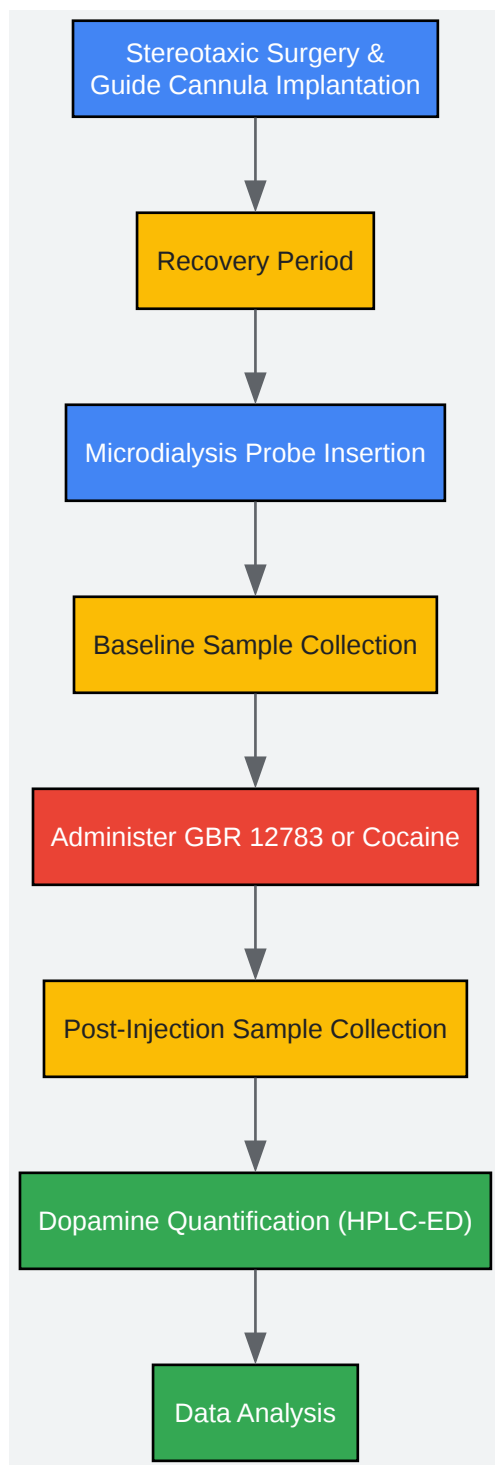 Stereotaxic Surgery &
Guide Cannula Implantation
Recovery Period
Microdialysis Probe Insertion
Baseline Sample Collection
Administer GBR 12783 or Cocaine
Post-Injection Sample Collection
Dopamine Quantification (HPLC-ED)
Data Analysis